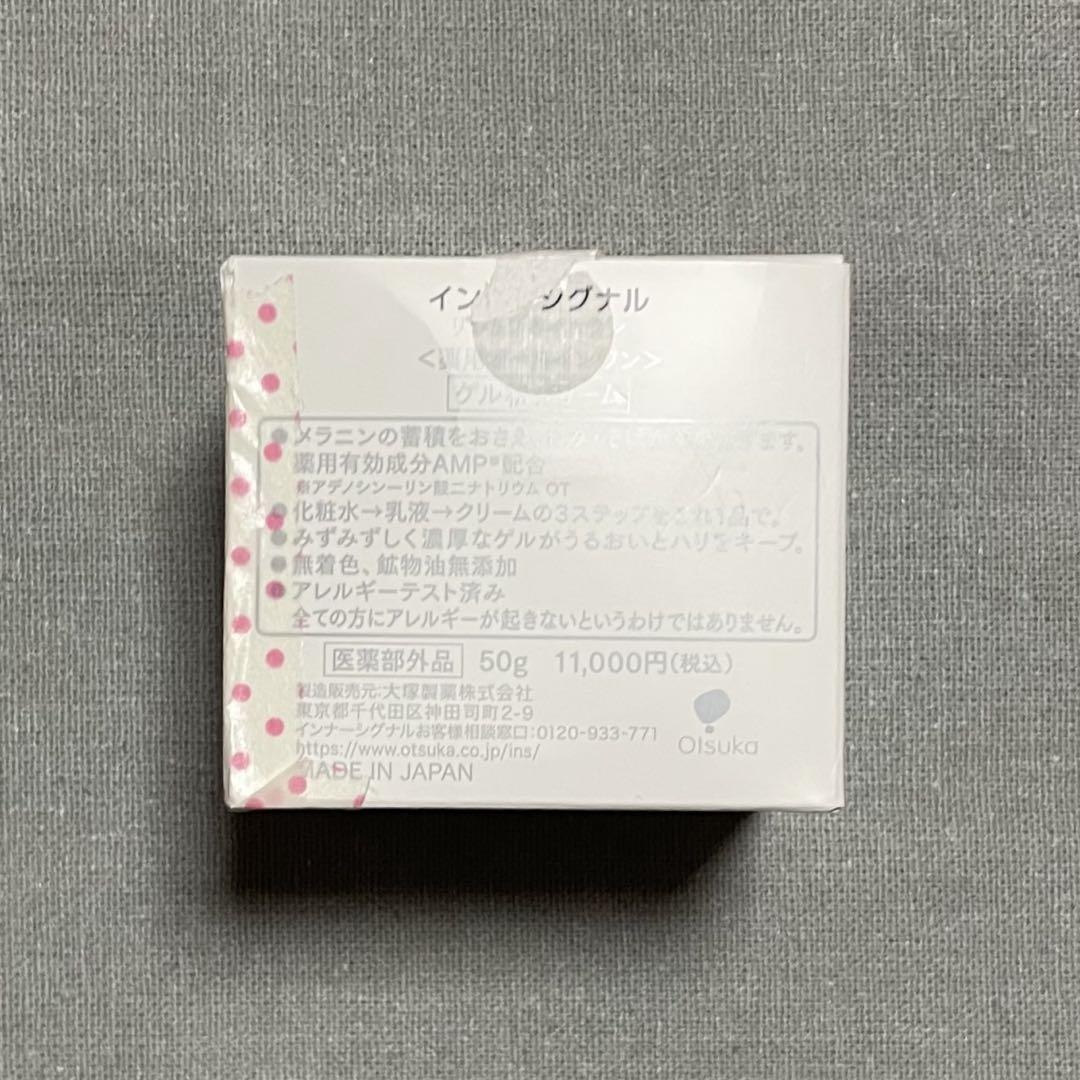 イン シグナル
ゲル クリーム
●メラニンの蓄積をおさえ ます。
薬用有効成分AMP※配合
※アデノシン一リン酸二ナトリウム OT
●化粧水→乳液→クリームの3ステップをこれ1品で。
●みずみずしく濃厚なゲルがうるおいとハリをキープ。
●無着色、鉱物油無添加
●アレルギーテスト済み
全ての方にアレルギーが起きないというわけではありません。
医薬部外品 50g 11,000円(税込)
製造販売元:大塚製薬株式会社
東京都千代田区神田司町2-9
インナーシグナルお客様相談窓口:0120-933-771
https://www.otsuka.co.jp/ins/
MADE IN JAPAN
Otsuka